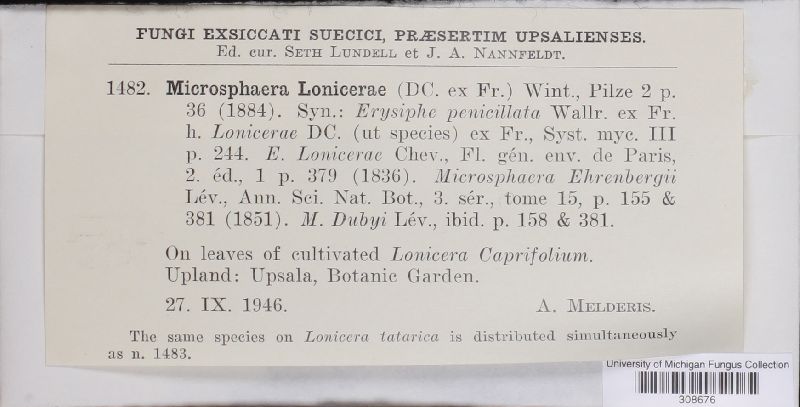 FUNGI EXSICCATI SUECICI, PRÆSERTIM UPSALIENSES.
Ed. cur. SETH LUNDELL et J. A. NANNFELDT.
1482. Microsphaera Lonicerae (DC. ex Fr.) Wint., Pilze 2 p.
36 (1884). Syn.: Erysiphe penicillata Wallr. ex Fr.
h. Lonicerae DC. (ut species) ex Fr., Syst. myc. III
p. 244. E. Lonicerae Chev., Fl. gén. env. de Paris,
2. éd., 1 p. 379 (1836). Microsphaera Ehrenbergii
Lév., Ann. Sci. Nat. Bot., 3. sér., tome 15, p. 155 &
381 (1851). M. Dubyi Lév., ibid. p. 158 & 381.
On leaves of cultivated Lonicera Caprifolium.
Upland: Upsala, Botanic Garden.
27. IX. 1946. A. MELDERIS.
The same species on Lonicera tatarica is distributed simultaneously
as n. 1483.
University of Michigan Fungus Collection
308676